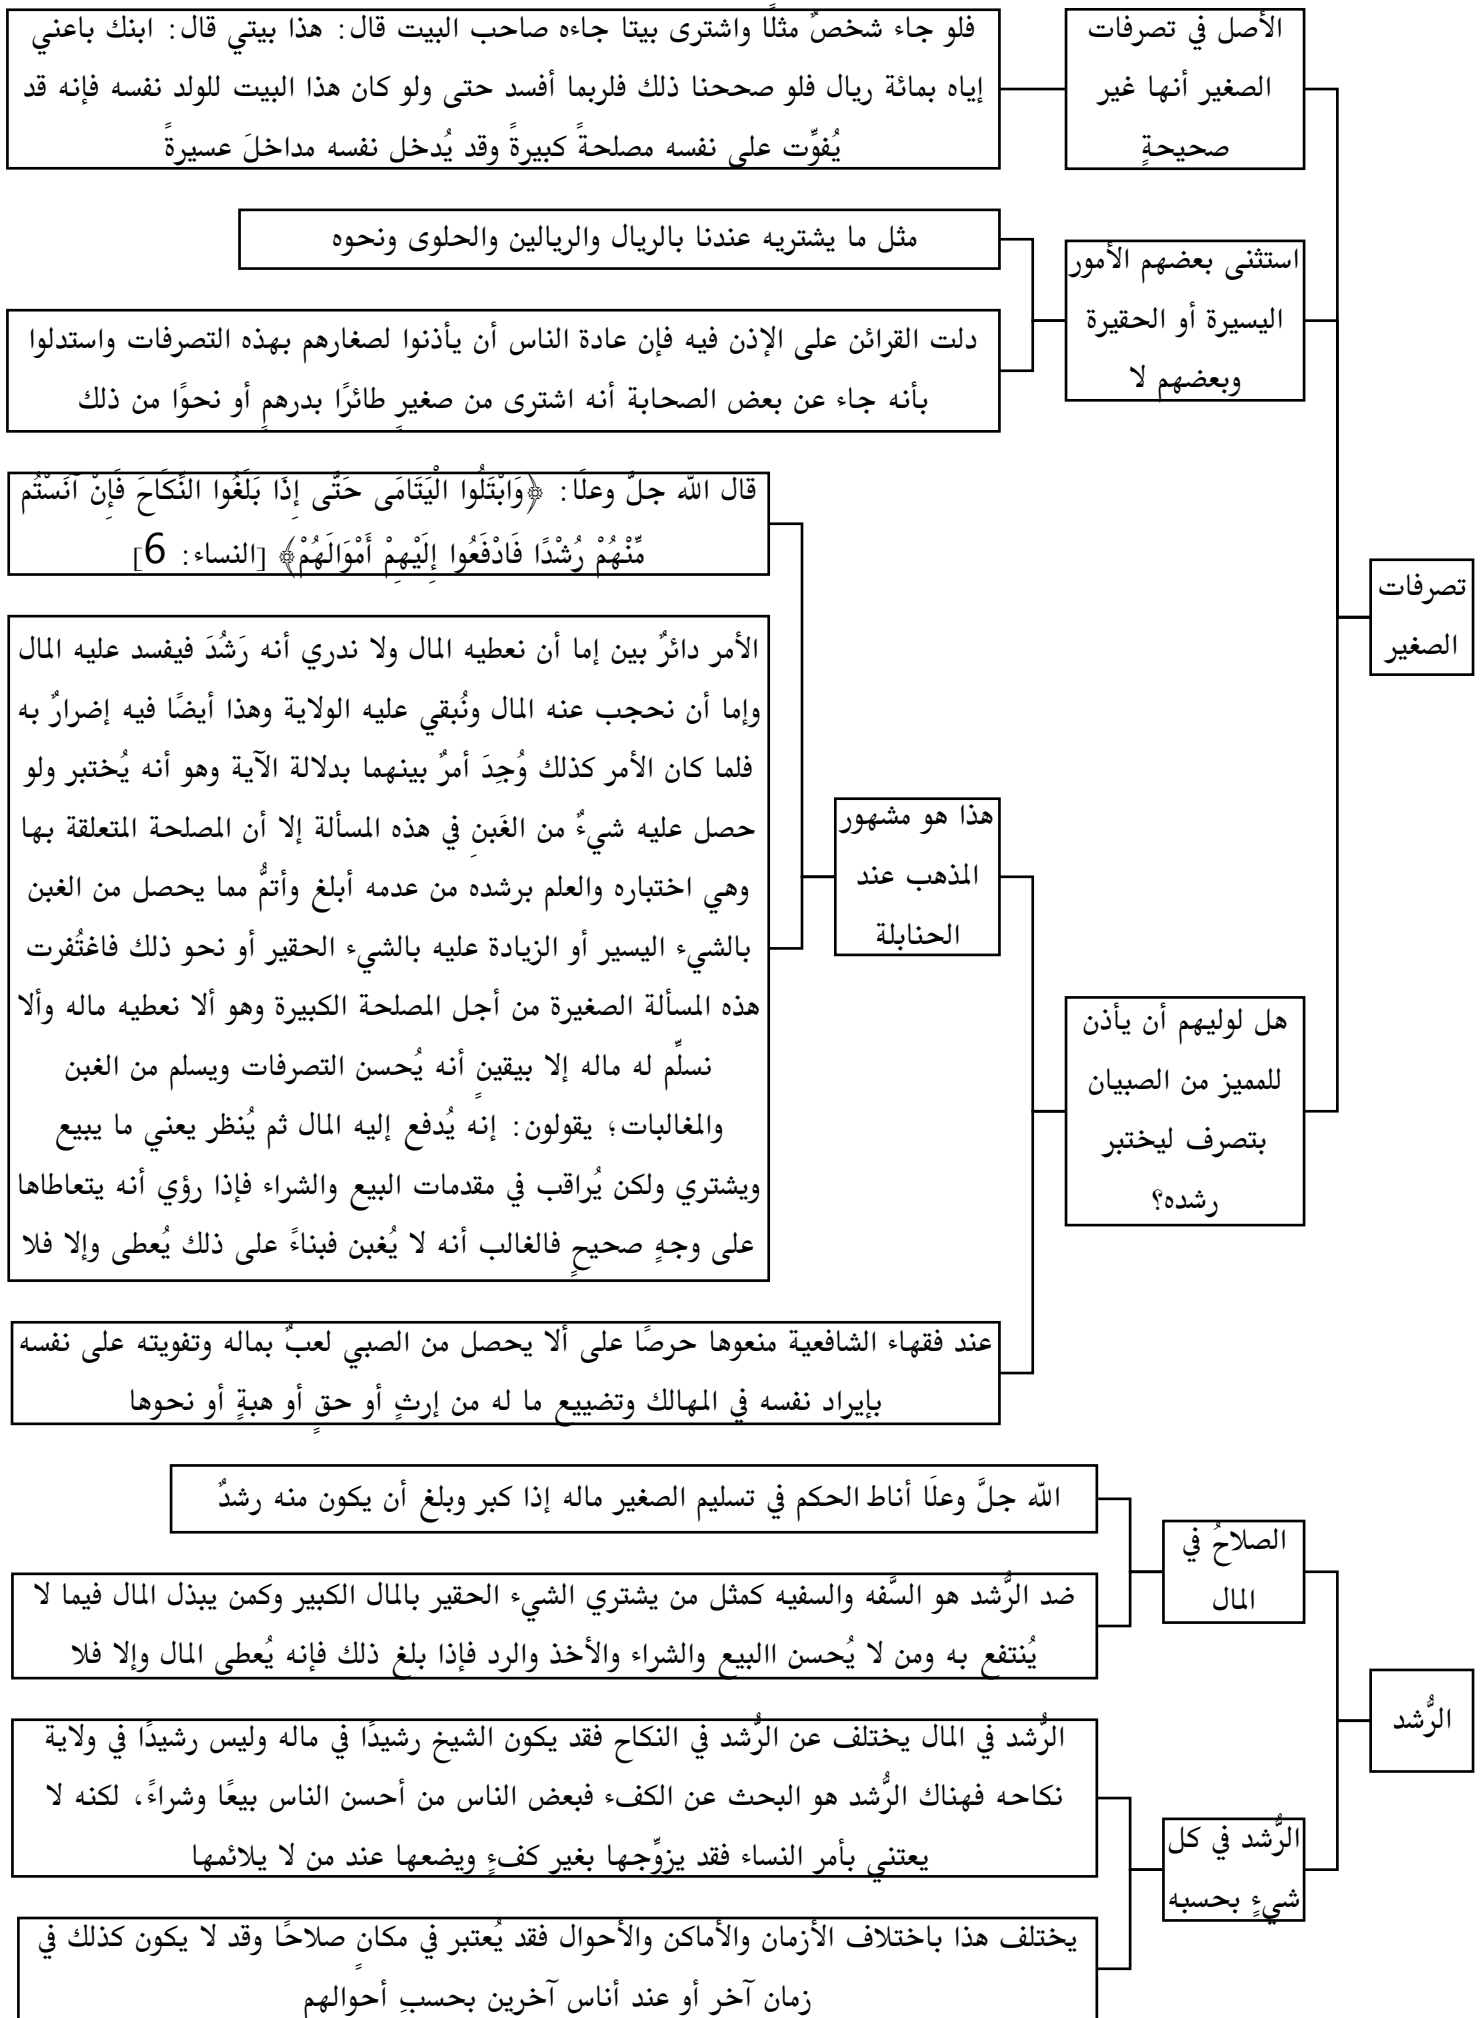 تصرفات
الصغير
الأصل في تصرفات
الصغير أنها غير
صحيحةٍ
فلو جاء شخصٌ مثلًا واشترى بيتا جاءه صاحب البيت قال: هذا بيتي قال: ابنك باعني
إياه بمائة ريال فلو صححنا ذلك فلربما أفسد حتى ولو كان هذا البيت للولد نفسه فإنه قد
يُفوِّت على نفسه مصلحةً كبيرةً وقد يُدخل نفسه مداخلَ عسيرةً
استثنى بعضهم الأمور
اليسيرة أو الحقيرة
وبعضهم لا
مثل ما يشتريه عندنا بالريال والريالين والحلوى ونحوه
دلت القرائن على الإذن فيه فإن عادة الناس أن يأذنوا لصغارهم بهذه التصرفات واستدلوا
بأنه جاء عن بعض الصحابة أنه اشترى من صغيرٍ طائرًا بدرهمٍ أو نحوًا من ذلك
هل لوليهم أن يأذن
للمميز من الصبيان
بتصرف ليختبر
رشده؟
هذا هو مشهور
المذهب عند
الحنابلة
قال الله جلَّ وعلَا: ﴿وَابْتَلُوا الْيَتَامَى حَتَّى إِذَا بَلَغُوا النِّكَاحَ فَإِنْ آنَسْتُم
مِّنْهُمْ رُشْدًا فَادْفَعُوا إِلَيْهِمْ أَمْوَالَهُمْ﴾ [النساء: 6]
الأمر دائرٌ بين إما أن نعطيه المال ولا ندري أنه رَشُدَ فيفسد عليه المال
وإما أن نحجب عنه المال ونُبقي عليه الولاية وهذا أيضًا فيه إضرارٌ به
فلما كان الأمر كذلك وُجِدَ أمرٌ بينهما بدلالة الآية وهو أنه يُختبر ولو
حصل عليه شيءٌ من الغَبنِ في هذه المسألة إلا أن المصلحة المتعلقة بها
وهي اختباره والعلم برشده من عدمه أبلغ وأتمُّ مما يحصل من الغبن
بالشيء اليسير أو الزيادة عليه بالشيء الحقير أو نحو ذلك فاغتُفرت
هذه المسألة الصغيرة من أجل المصلحة الكبيرة وهو ألا نعطيه ماله وألا
نسلِّم له ماله إلا بيقينٍ أنه يُحسن التصرفات ويسلم من الغبن
والمغالبات؛ يقولون: إنه يُدفع إليه المال ثم يُنظر يعني ما يبيع
ويشتري ولكن يُراقب في مقدمات البيع والشراء فإذا رؤي أنه يتعاطاها
على وجهٍ صحيحٍ فالغالب أنه لا يُغبن فبناءً على ذلك يُعطى وإلا فلا
عند فقهاء الشافعية منعوها حرصًا على ألا يحصل من الصبي لعبٌ بماله وتفويته على نفسه
بإيراد نفسه في المهالك وتضييع ما له من إرثٍ أو حقٍ أو هبةٍ أو نحوها
الرُّشد
الصلاحُ في
المال
الله جلَّ وعلَا أناط الحكم في تسليم الصغير ماله إذا كبر وبلغ أن يكون منه رشدٌ
ضد الرُّشد هو السَّفه والسفيه كمثل من يشتري الشيء الحقير بالمال الكبير وكمن يبذل المال فيما لا
يُنتفع به ومن لا يُحسن االبيع والشراء والأخذ والرد فإذا بلغ ذلك فإنه يُعطى المال وإلا فلا
الرُّشد في كل
شيءٍ بحسبه
الرُّشد في المال يختلف عن الرُّشد في النكاح فقد يكون الشيخ رشيدًا في ماله وليس رشيدًا في ولاية
نكاحه فهناك الرُّشد هو البحث عن الكفء فبعض الناس من أحسن الناس بيعًا وشراءً، لكنه لا
يعتني بأمر النساء فقد يزوِّجها بغير كفءٍ ويضعها عند من لا يلائمها
يختلف هذا باختلاف الأزمان والأماكن والأحوال فقد يُعتبر في مكانٍ صلاحًا وقد لا يكون كذلك في
زمان آخر أو عند أناس آخرين بحسبِ أحوالهم